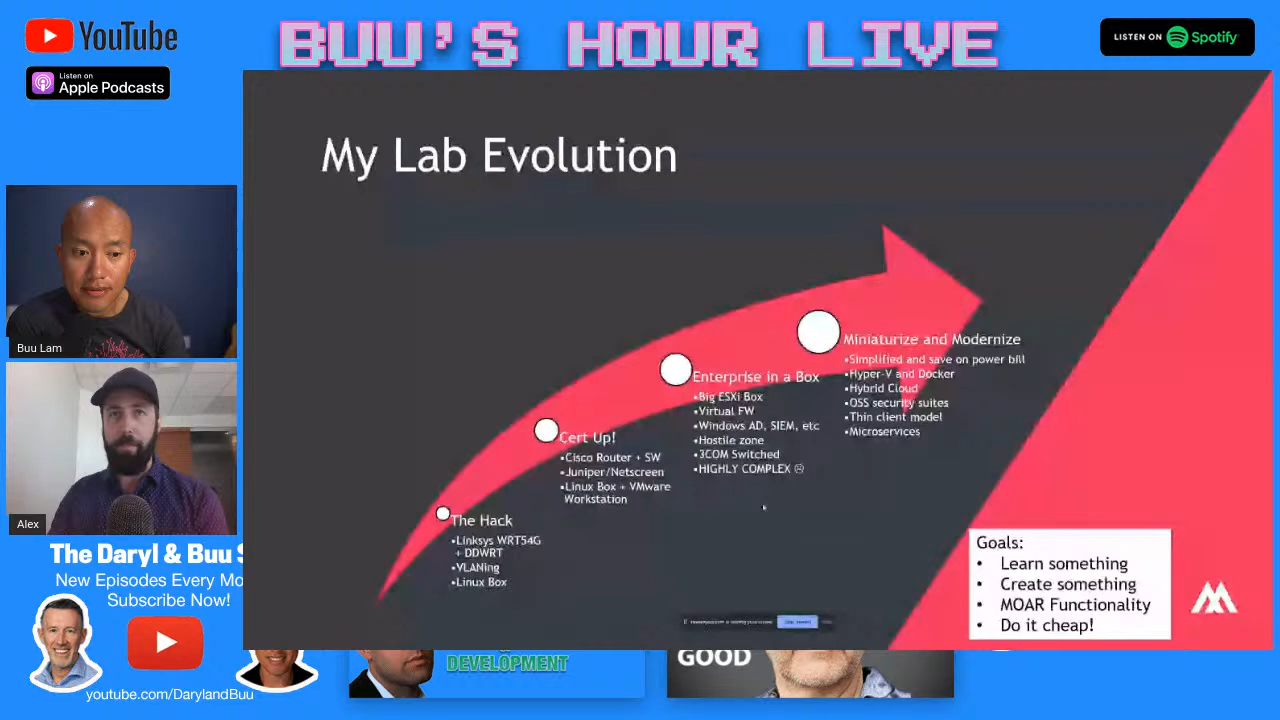 YouTube
BUU'S HOUR LIVE
LISTEN ON Spotify
Listen on
Apple Podcasts
My Lab Evolution
Buu Lam
Miniaturize and Modernize
•Simplified and save on power bill
•Hyper-V and Docker
•Hybrid Cloud
•OSS security suites
•Thin client model
•Microservices
Enterprise in a Box
•Big ESXi Box
•Virtual FW
•Windows AD, SIEM, etc
•Hostile zone
•3COM Switched
•HIGHLY COMPLEX ☹
Cert Up!
•Cisco Router + SW
•Juniper/Netscreen
•Linux Box + VMware
Workstation
The Hack
•Linksys WRT54G
+ DDWRT
•VLANing
•Linux Box
Alex
Goals:
• Learn something
• Create something
• MOAR Functionality
• Do it cheap!
The Daryl & Buu S
New Episodes Every Mo
Subscribe Now!
youtube.com/DarylandBuu
DEVELOPMENT
GOOD